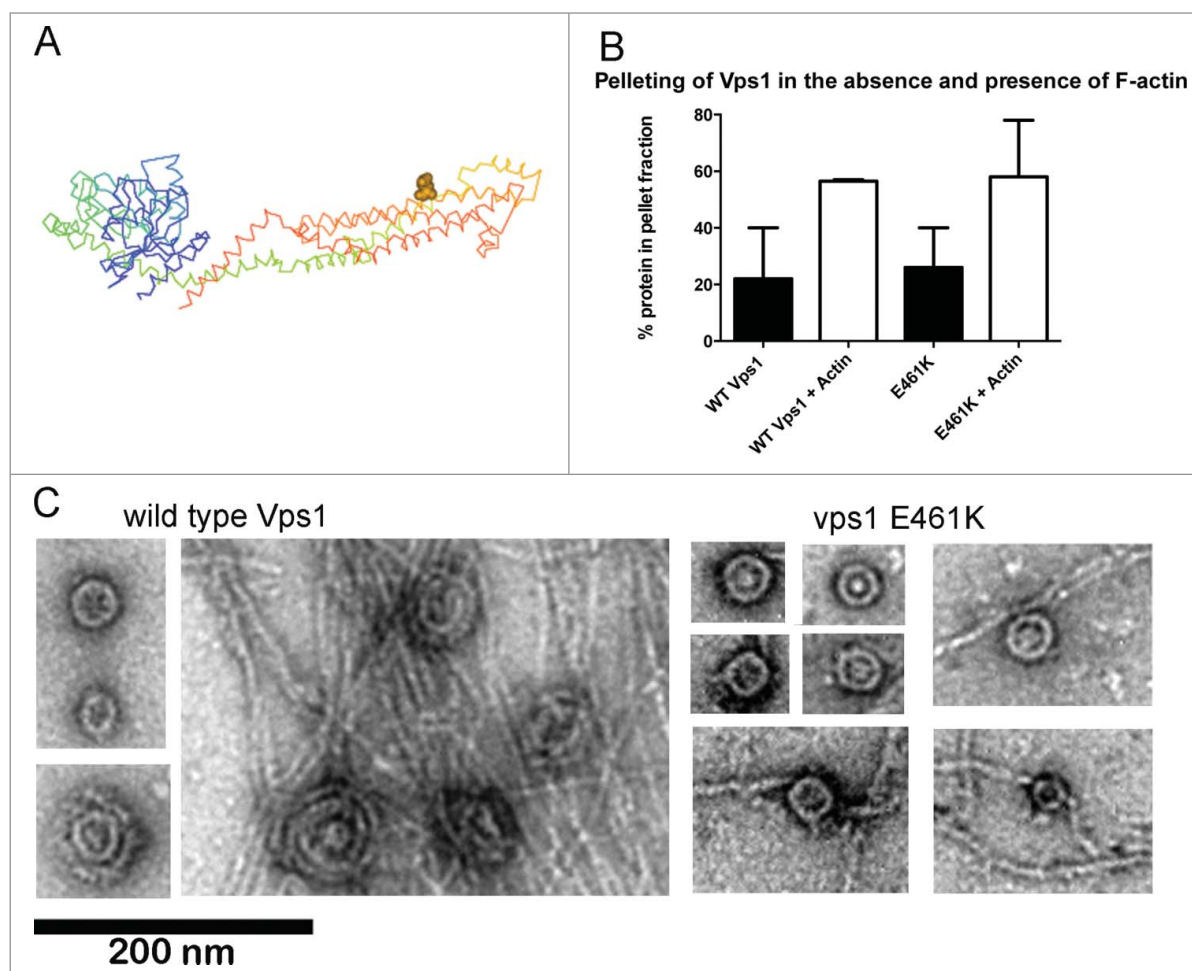 A
B
Pelleting of Vps1 in the absence and presence of F-actin
% protein in pellet fraction
80
60
40
20
0
WT Vps1
WT Vps1 + Actin
E461K
E461K + Actin
C
wild type Vps1
vps1 E461K
200 nm